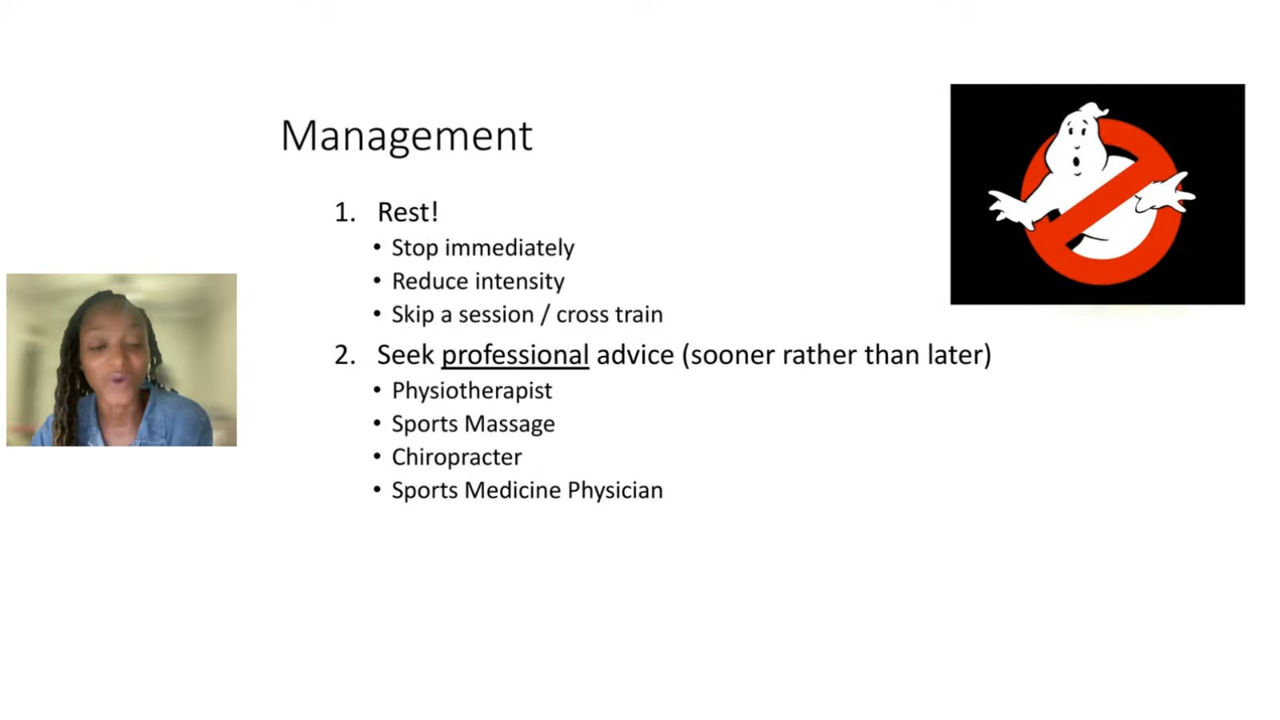 Management
1. Rest!
• Stop immediately
• Reduce intensity
• Skip a session / cross train
2. Seek professional advice (sooner rather than later)
• Physiotherapist
• Sports Massage
• Chiropracter
• Sports Medicine Physician